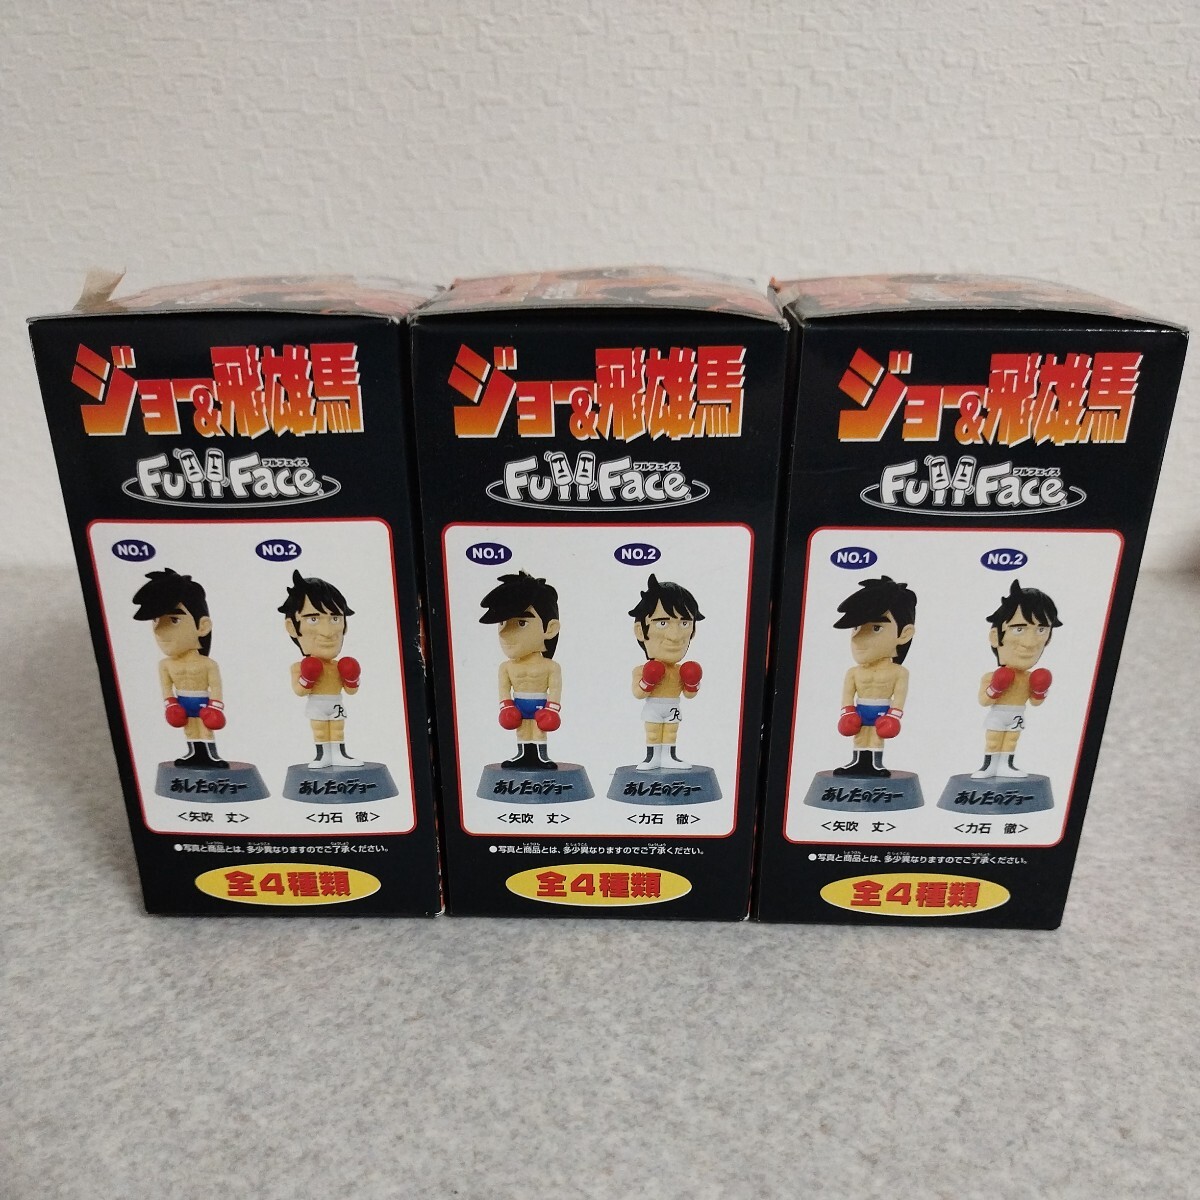 ジョー&飛雄馬
フルフェイス
Full Face
NO.1
NO.2
あしたのジョー
あしたのジョー
<矢吹 丈>
<力石 徹>
●写真と商品とは、多少異なりますのでご了承ください。
全4種類
ジョー&飛雄馬
フルフェイス
Full Face
NO.1
NO.2
あしたのジョー
あしたのジョー
<矢吹 丈>
<力石 徹>
●写真と商品とは、多少異なりますのでご了承ください。
全4種類
ジョー&飛雄馬
フルフェイス
Full Face
NO.1
NO.2
あしたのジョー
あしたのジョー
<矢吹 丈>
<力石 徹>
●写真と商品とは、多少異なりますのでご了承ください。
全4種類